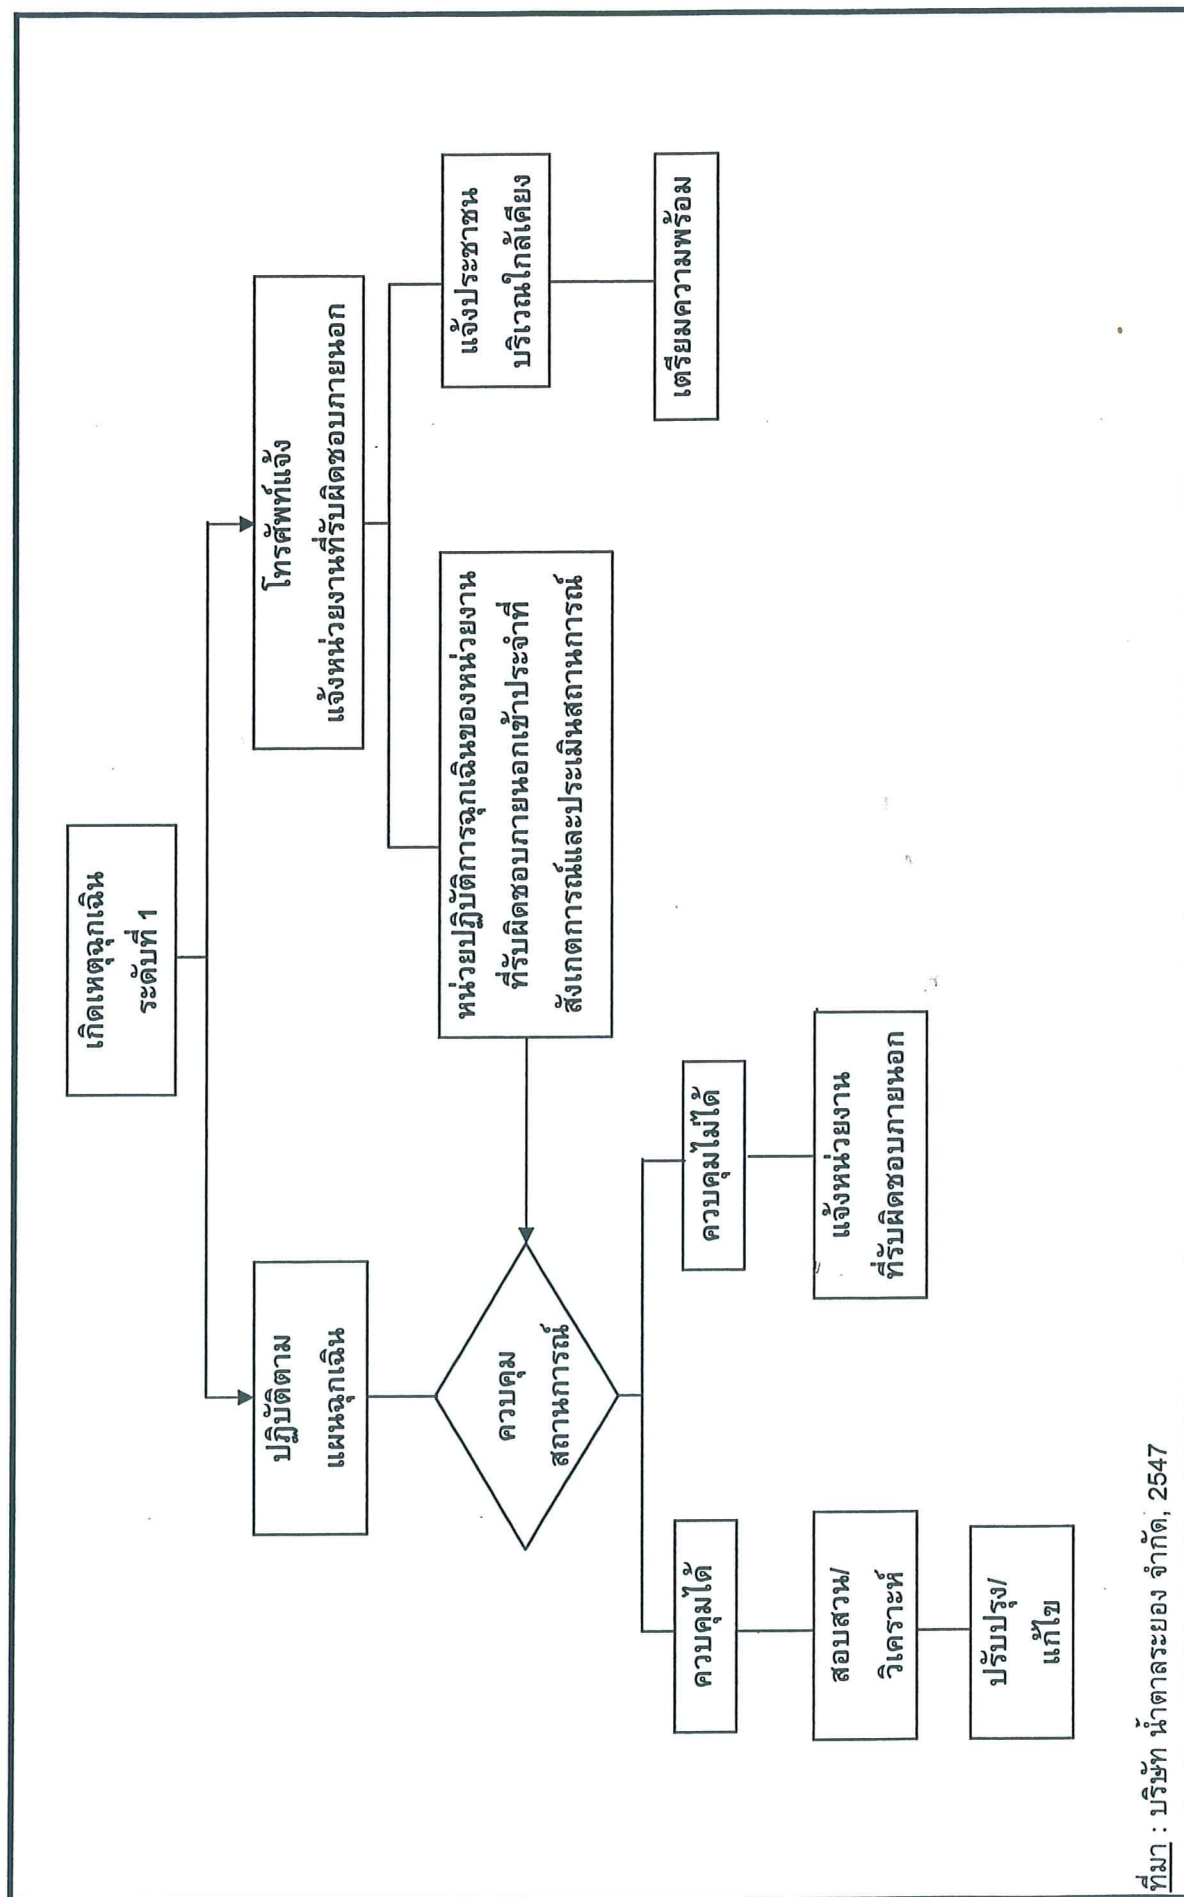 เกิดเหตุฉุกเฉิน
ระดับที่ 1
ปฏิบัติตาม
แผนฉุกเฉิน
โทรศัพท์แจ้ง
แจ้งหน่วยงานที่รับผิดชอบภายนอก
ควบคุม
สถานการณ์
หน่วยปฏิบัติการฉุกเฉินของหน่วยงาน
ที่รับผิดชอบภายนอกเข้าประจำที่
สังเกตการณ์และประเมินสถานการณ์
แจ้งประชาชน
บริเวณใกล้เคียง
ควบคุมได้
ควบคุมไม่ได้
เตรียมความพร้อม
สอบสวน/
วิเคราะห์
แจ้งหน่วยงาน
ที่รับผิดชอบภายนอก
ปรับปรุง/
แก้ไข
ที่มา : บริษัท น้ำตาลระยอง จำกัด, 2547